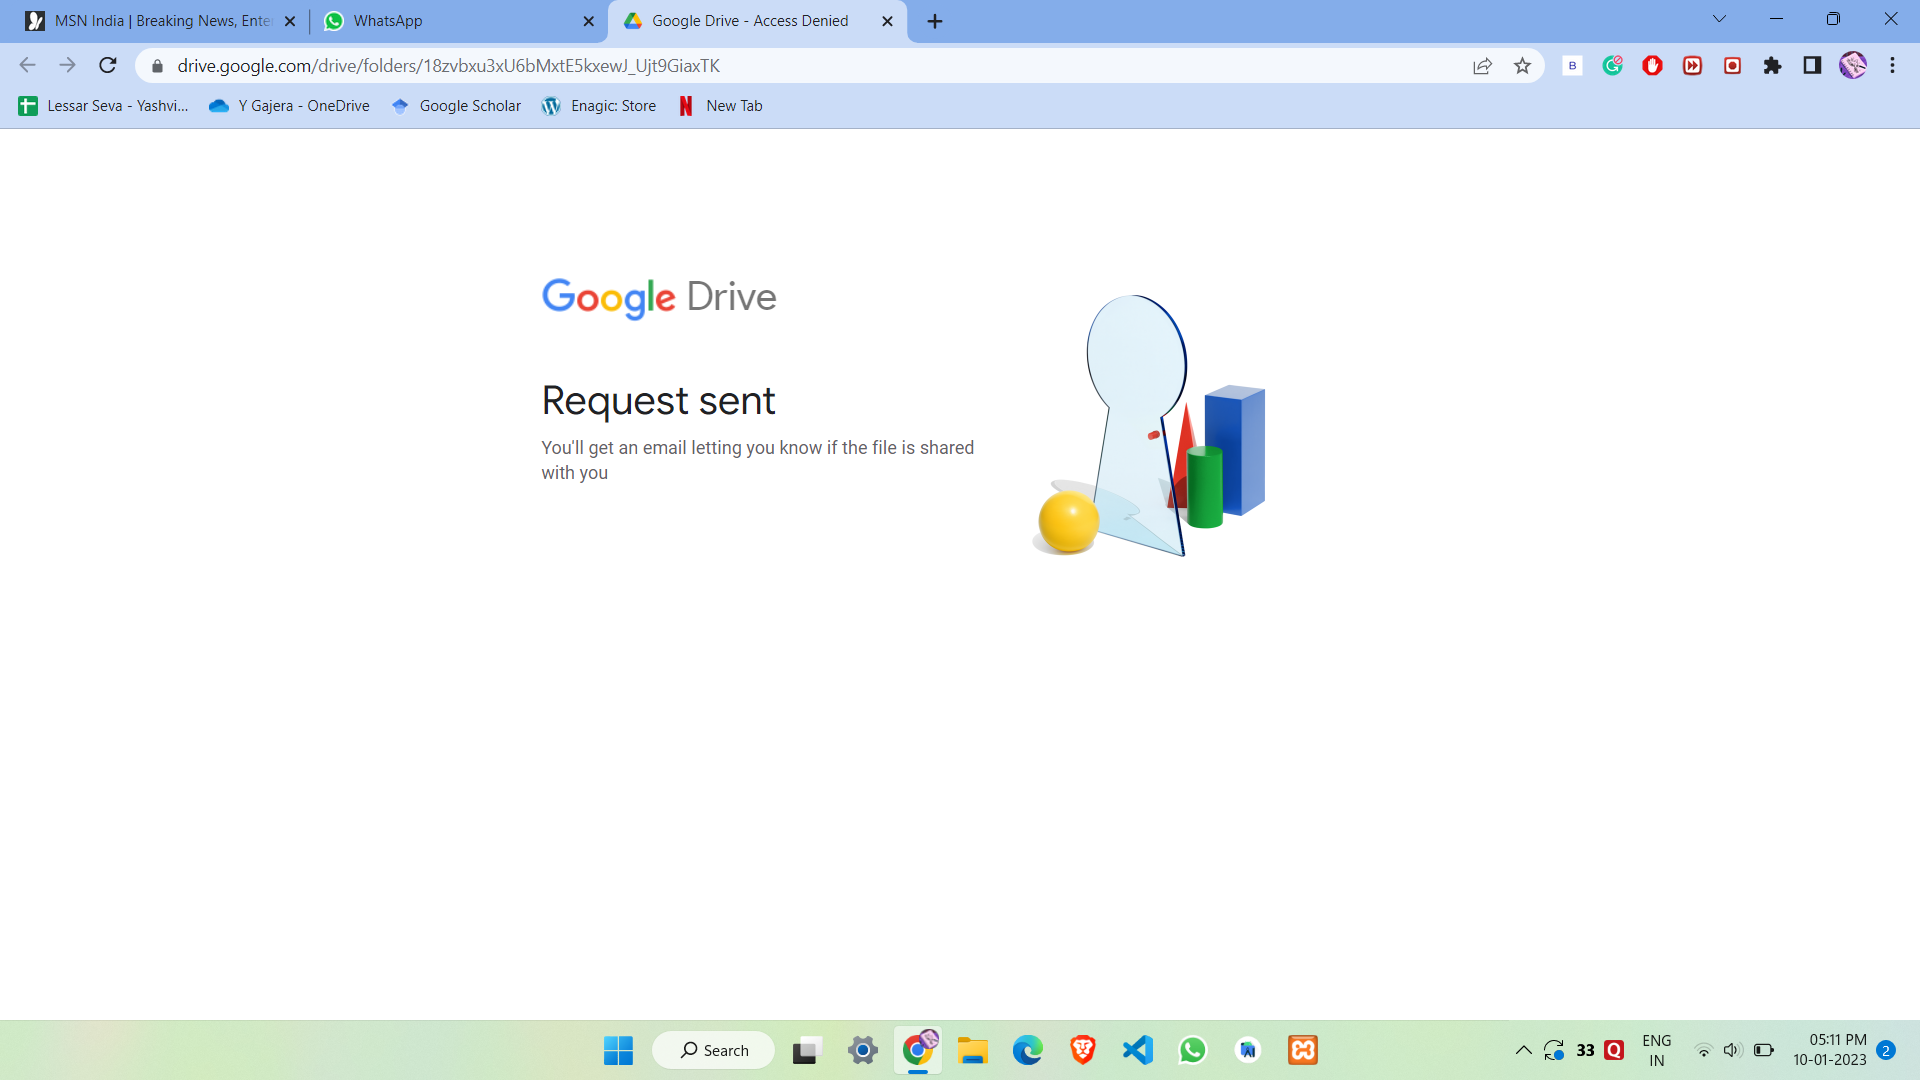 MSN India | Breaking News, Enter
WhatsApp
Google Drive - Access Denied
drive.google.com/drive/folders/18zvbxu3xU6bMxtE5kxewJ_Ujt9GiaxTK
B
Lessar Seva - Yashvi...
Y Gajera - OneDrive
Google Scholar
Enagic: Store
New Tab
Google Drive
Request sent
You'll get an email letting you know if the file is shared
with you
Search
33
Q
ENG
IN
05:11 PM
10-01-2023
2